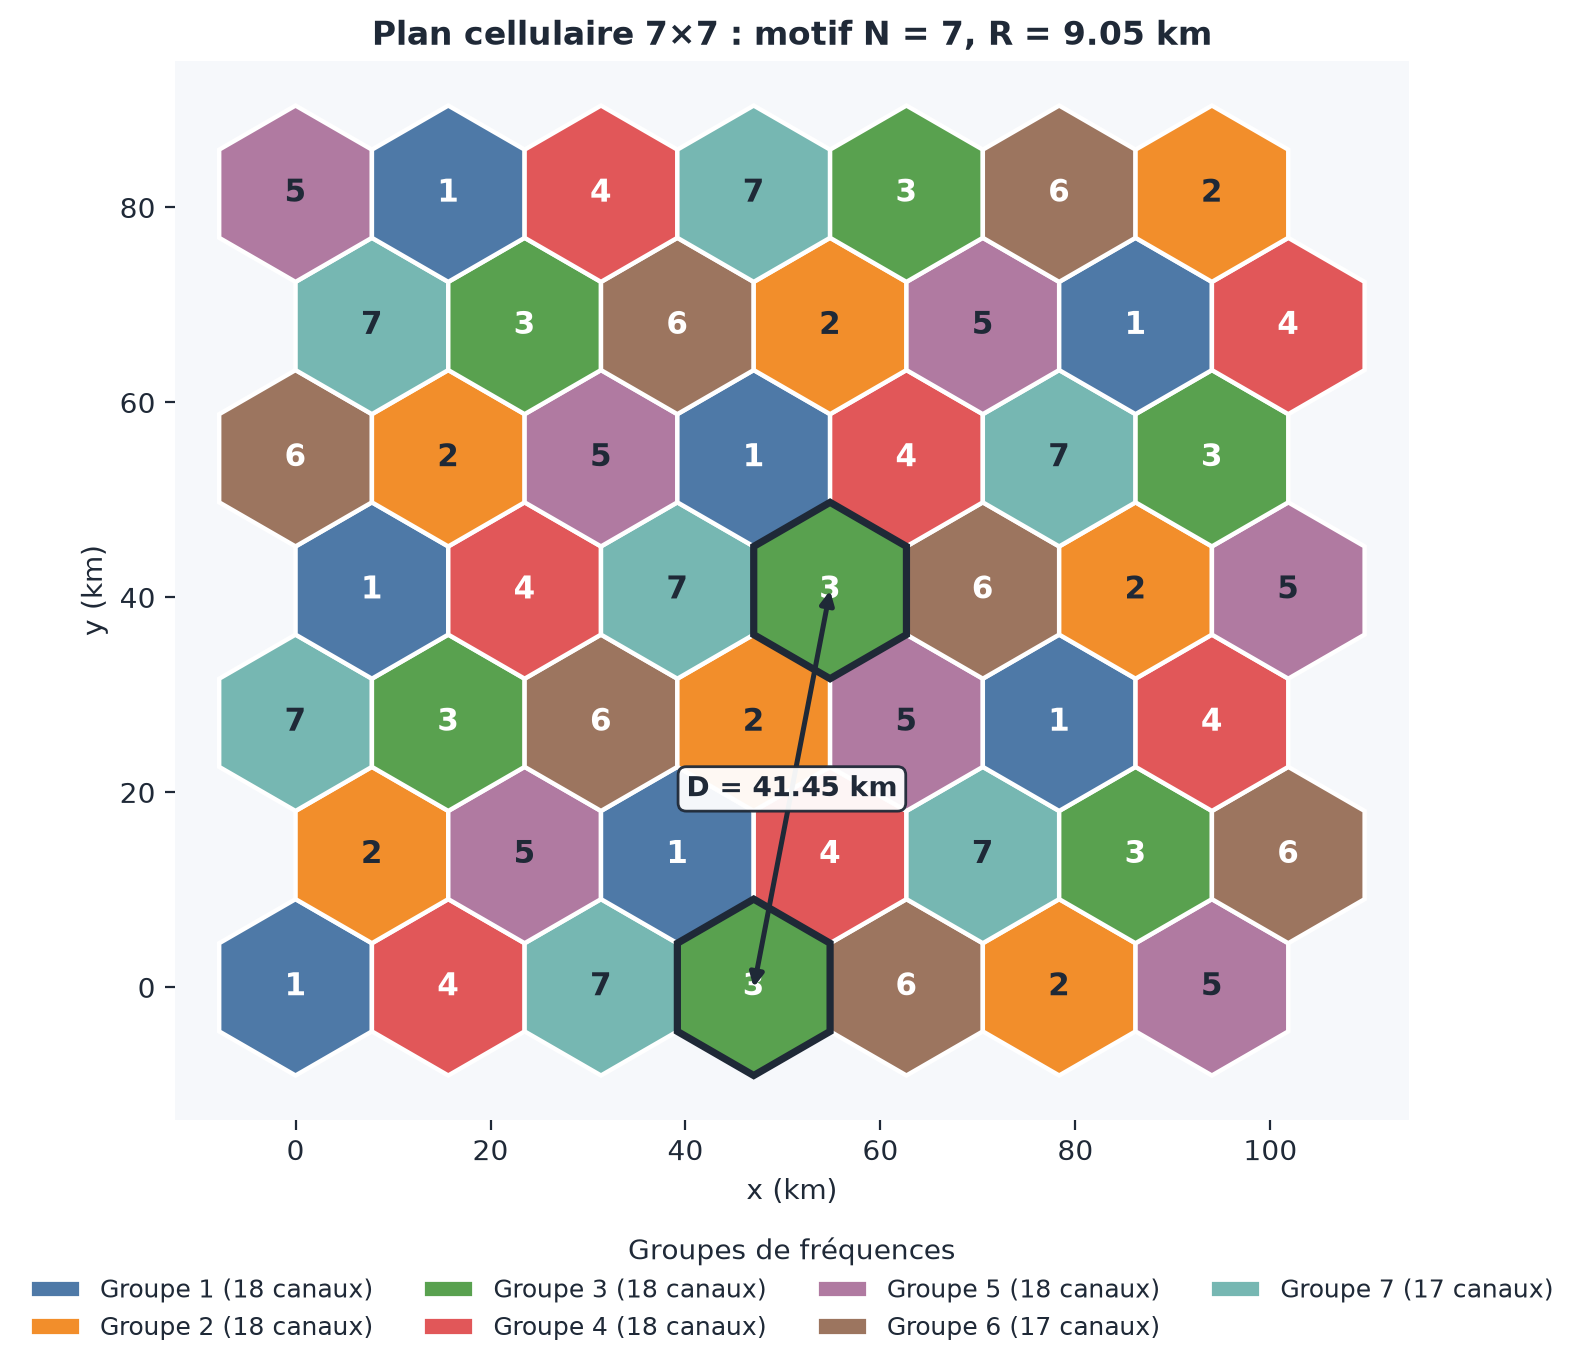 Plan cellulaire 7×7 : motif N = 7, R = 9.05 km
y (km)
80
60
40
20
0
5 1 4 7 3 6 2
7 3 6 2 5 1 4
6 2 5 1 4 7 3
1 4 7 3 6 2 5
7 3 6 2 5 1 4
D = 41.45 km
2 5 1 4 7 3 6
1 4 7 3 6 2 5
0 20 40 60 80 100
x (km)
Groupes de fréquences
Groupe 1 (18 canaux)
Groupe 2 (18 canaux)
Groupe 3 (18 canaux)
Groupe 4 (18 canaux)
Groupe 5 (18 canaux)
Groupe 6 (17 canaux)
Groupe 7 (17 canaux)